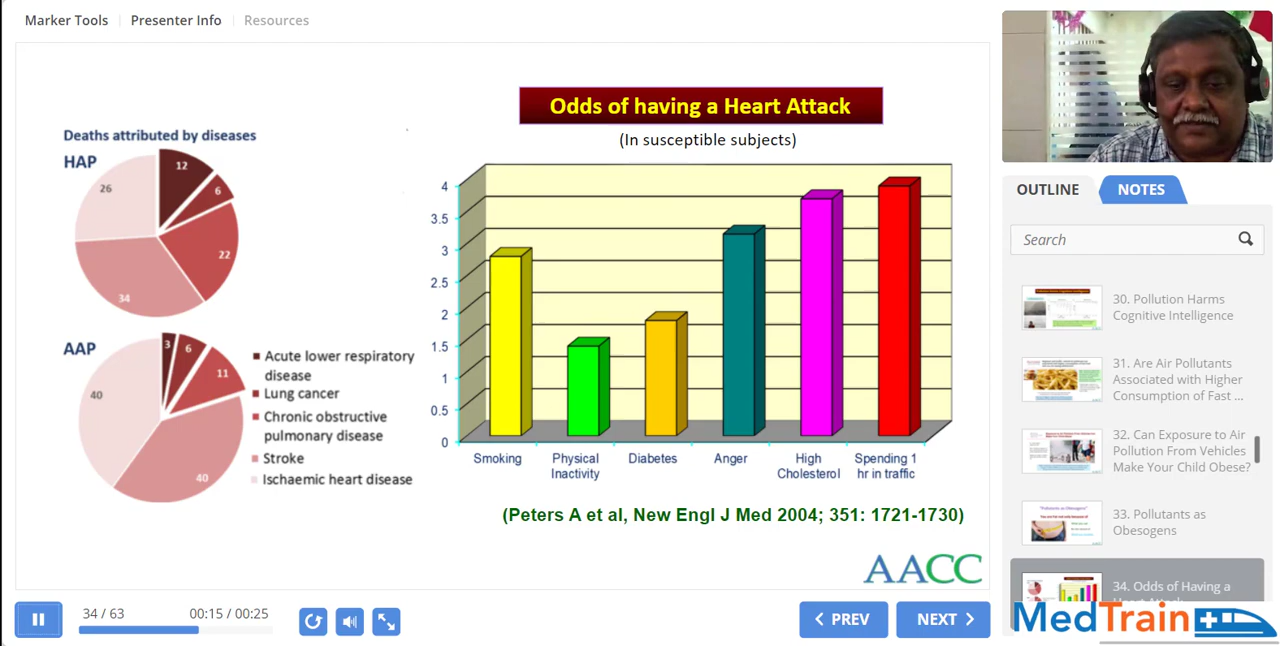 Marker Tools
Presenter Info
Resources
Deaths attributed by diseases
HAP
12
6
22
34
26
AAP
3
6
11
40
40
Acute lower respiratory
disease
Lung cancer
Chronic obstructive
pulmonary disease
Stroke
Ischaemic heart disease
Odds of having a Heart Attack
(In susceptible subjects)
4
3.5
3
2.5
2
1.5
1
0.5
0
Smoking
Physical
Inactivity
Diabetes
Anger
High
Cholesterol
Spending 1
hr in traffic
(Peters A et al, New Engl J Med 2004; 351: 1721-1730)
AACC
34 / 63
00:15 / 00:25
PREV
NEXT
OUTLINE
NOTES
Search
30. Pollution Harms
Cognitive Intelligence
31. Are Air Pollutants
Associated with Higher
Consumption of Fast ...
32. Can Exposure to Air
Pollution From Vehicles
Make Your Child Obese?
33. Pollutants as
Obesogens
34. Odds of Having a
MedTrain